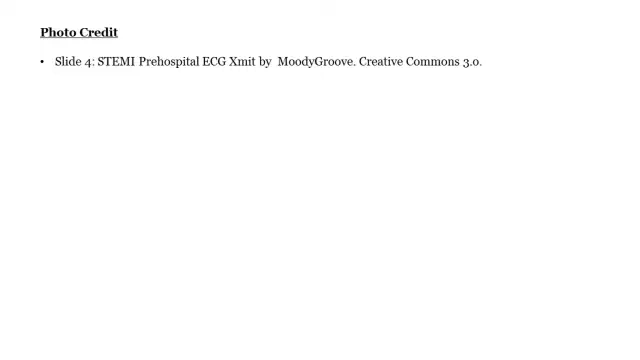 Photo Credit
• Slide 4: STEMI Prehospital ECG Xmit by  MoodyGroove. Creative Commons 3.0.